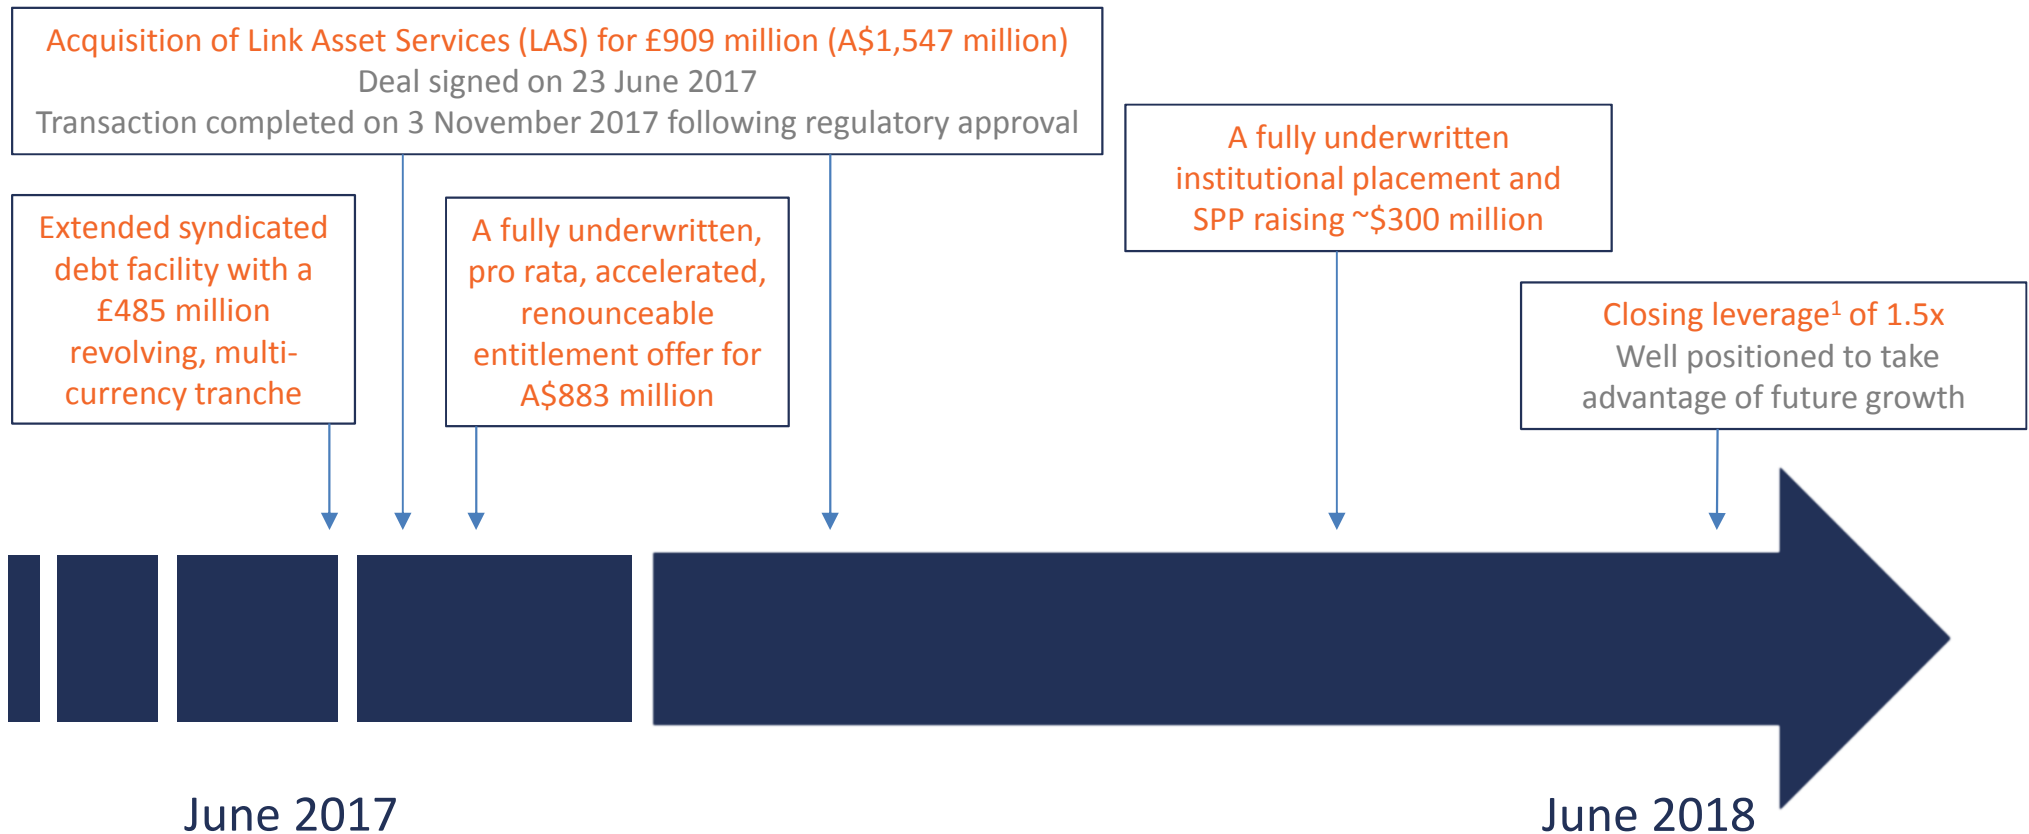 Acquisition of Link Asset Services (LAS) for £909 million (A$1,547 million)
Deal signed on 23 June 2017
Transaction completed on 3 November 2017 following regulatory approval
Extended syndicated
debt facility with a
£485 million
revolving, multi-
currency tranche
A fully underwritten,
pro rata, accelerated,
renounceable
entitlement offer for
A$883 million
A fully underwritten
institutional placement and
SPP raising ~$300 million
Closing leverage¹ of 1.5x
Well positioned to take
advantage of future growth
June 2017
June 2018